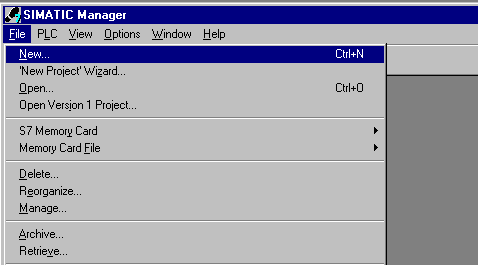 SIMATIC Manager
File PLC View Options Window Help
New... Ctrl+N
'New Project' Wizard...
Open... Ctrl+O
Open Version 1 Project...
S7 Memory Card
Memory Card File
Delete...
Reorganize...
Manage...
Archive...
Retrieve...